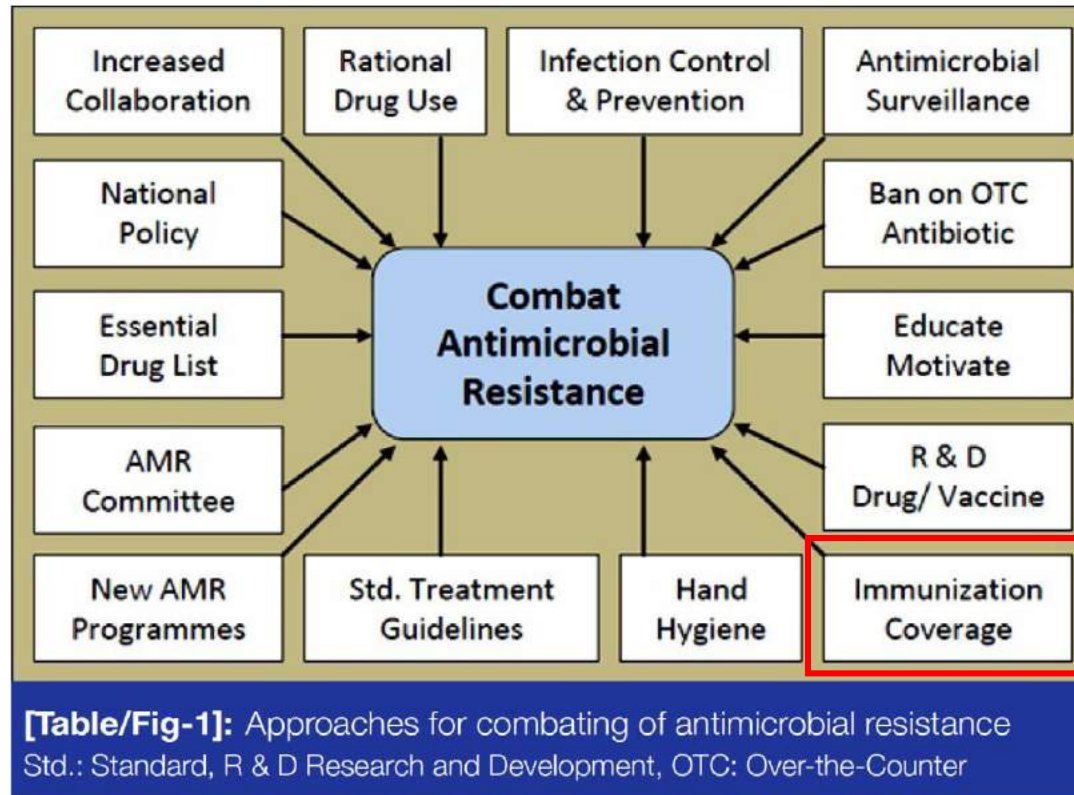 Increased
Collaboration
Rational
Drug Use
Infection Control
& Prevention
Antimicrobial
Surveillance
National
Policy
Ban on OTC
Antibiotic
Combat
Antimicrobial
Resistance
Essential
Drug List
Educate
Motivate
AMR
Committee
R & D
Drug/ Vaccine
New AMR
Programmes
Std. Treatment
Guidelines
Hand
Hygiene
Immunization
Coverage
[Table/Fig-1]: Approaches for combating of antimicrobial resistance
Std.: Standard, R & D Research and Development, OTC: Over-the-Counter